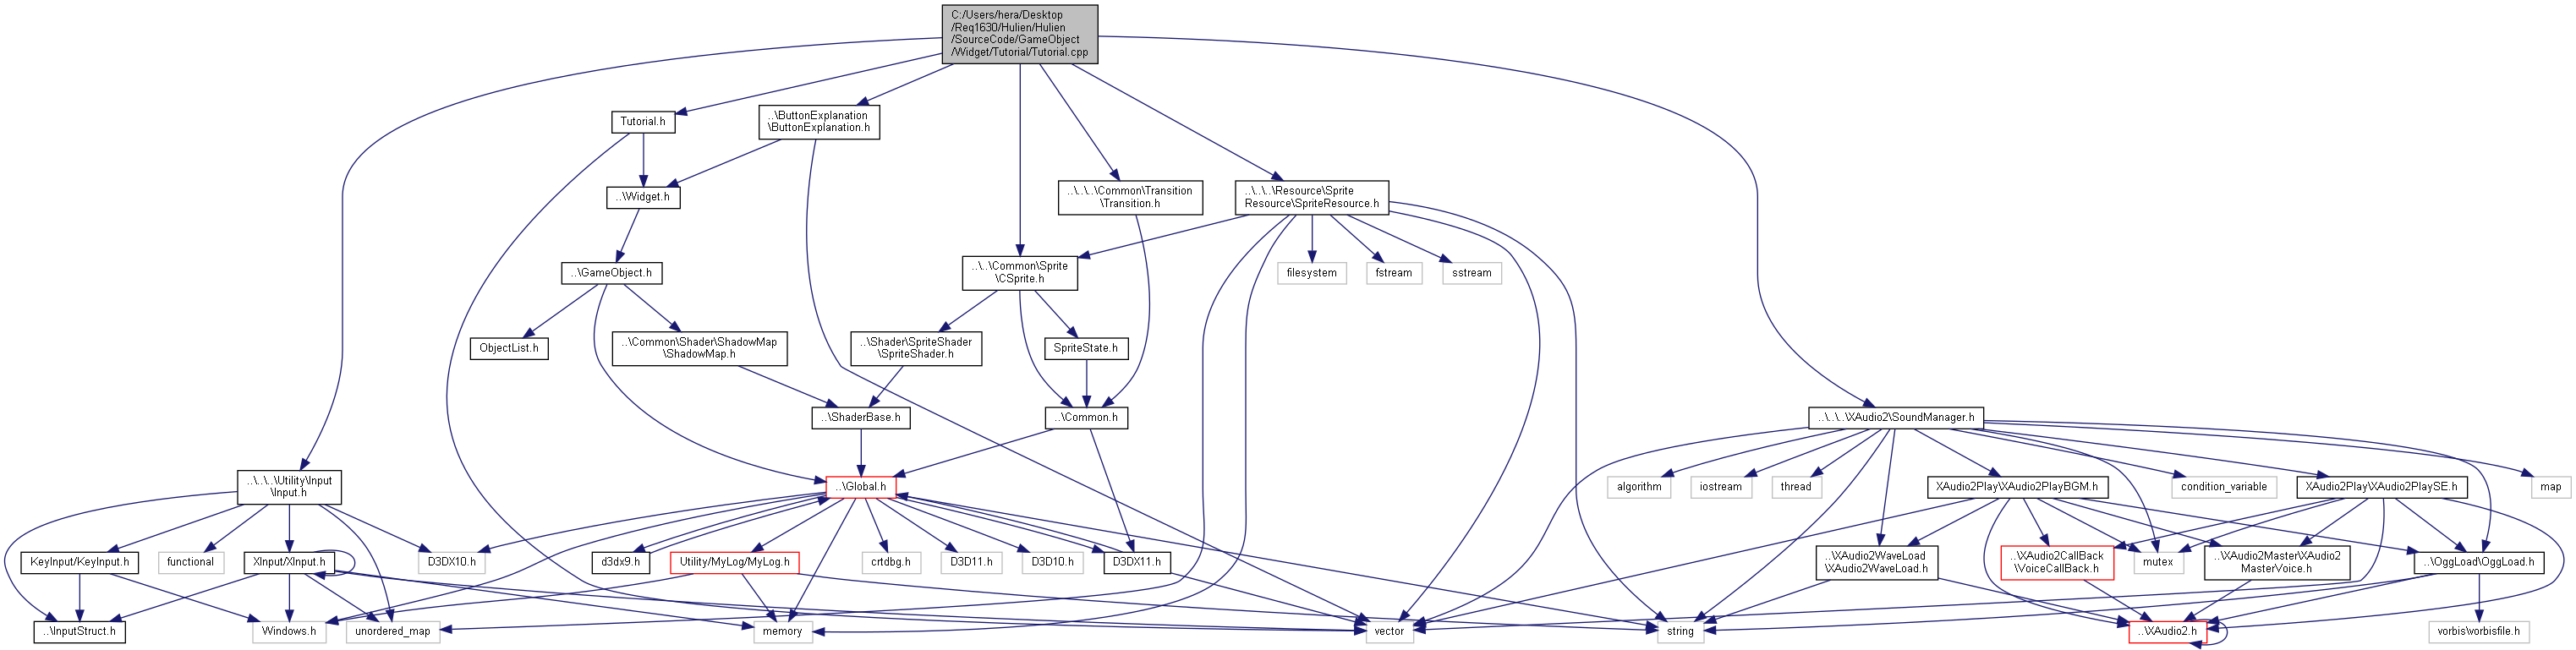 C:/Users/hera/Desktop
/Req1630/Hulien/Hulien
/SourceCode/GameObject
/Widget/Tutorial/Tutorial.cpp
Tutorial.h
..\ButtonExplanation
\ButtonExplanation.h
..\Widget.h
..\..\..\Common\Transition
\Transition.h
..\..\..\Resource\Sprite
Resource\SpriteResource.h
..\GameObject.h
..\..\Common\Sprite
\CSprite.h
filesystem
fstream
sstream
ObjectList.h
..\Common\Shader\ShadowMap
\ShadowMap.h
..\Shader\SpriteShader
\SpriteShader.h
SpriteState.h
..\ShaderBase.h
..\Common.h
..\..\..\XAudio2\SoundManager.h
..\..\..\Utility\Input
\Input.h
..\Global.h
algorithm
iostream
thread
XAudio2Play\XAudio2PlayBGM.h
condition_variable
XAudio2Play\XAudio2PlaySE.h
map
KeyInput/KeyInput.h
functional
XInput/XInput.h
D3DX10.h
d3dx9.h
Utility/MyLog/MyLog.h
crtdbg.h
D3D11.h
D3D10.h
D3DX11.h
..\XAudio2WaveLoad
\XAudio2WaveLoad.h
..\XAudio2CallBack
\VoiceCallBack.h
mutex
..\XAudio2Master\XAudio2
MasterVoice.h
..\OggLoad\OggLoad.h
..\InputStruct.h
Windows.h
unordered_map
memory
vector
string
..\XAudio2.h
vorbis\vorbisfile.h